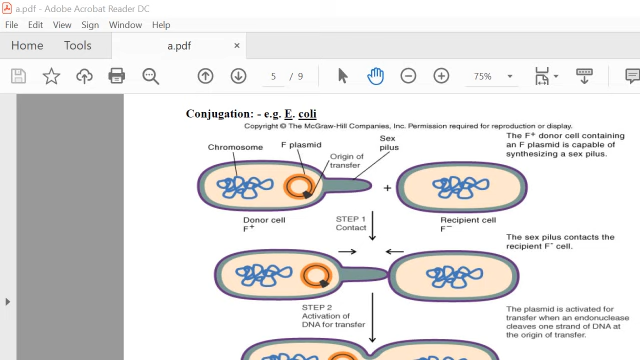 a.pdf - Adobe Acrobat Reader DC
File Edit View Sign Window Help
Home Tools a.pdf ×
5 / 9 75%
Conjugation: - e.g. E. coli
Copyright © The McGraw-Hill Companies, Inc. Permission required for reproduction or display.
Chromosome
F plasmid
Sex
pilus
Origin of
transfer
The F+ donor cell containing
an F plasmid is capable of
synthesizing a sex pilus.
+
Donor cell
F+
STEP 1
Contact
Recipient cell
F−
The sex pilus contacts the
recipient F- cell.
STEP 2
Activation of
DNA for transfer
The plasmid is activated for
transfer when an endonuclease
cleaves one strand of DNA at
the origin of transfer.